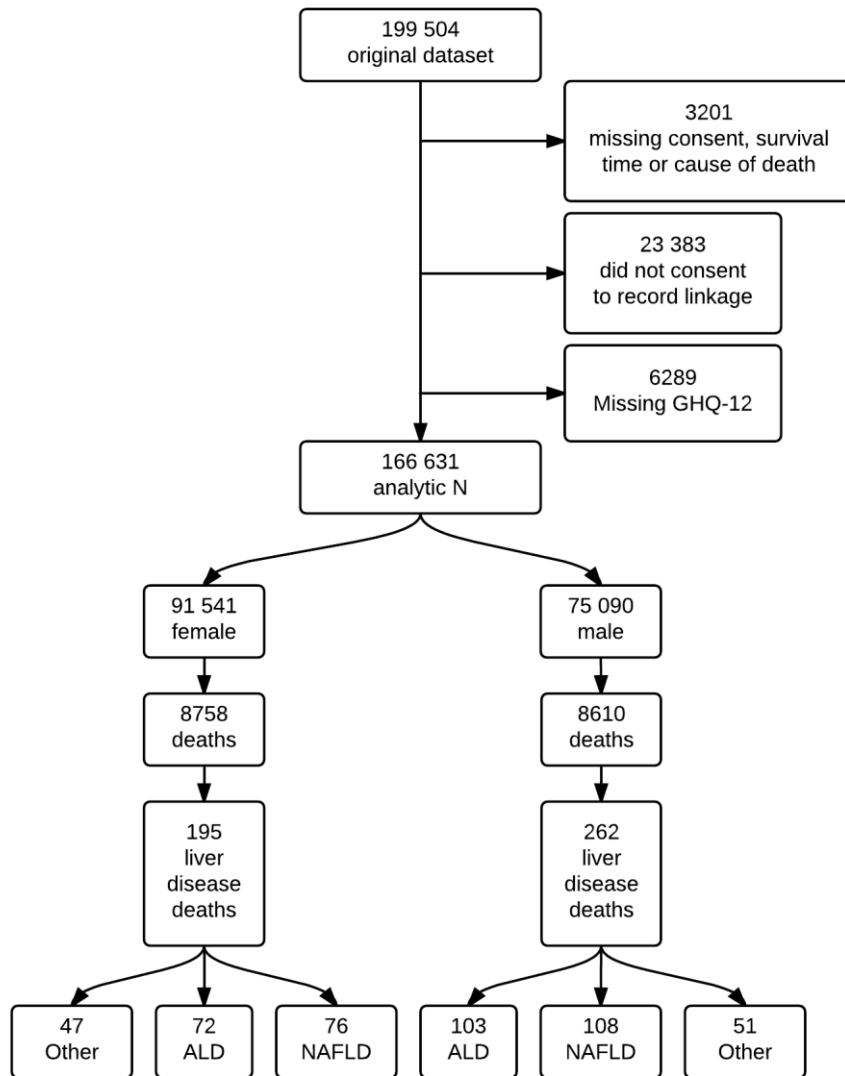 199 504
original dataset
3201
missing consent, survival
time or cause of death
23 383
did not consent
to record linkage
6289
Missing GHQ-12
166 631
analytic N
91 541
female
75 090
male
8758
deaths
8610
deaths
195
liver
disease
deaths
262
liver
disease
deaths
47
Other
72
ALD
76
NAFLD
103
ALD
108
NAFLD
51
Other